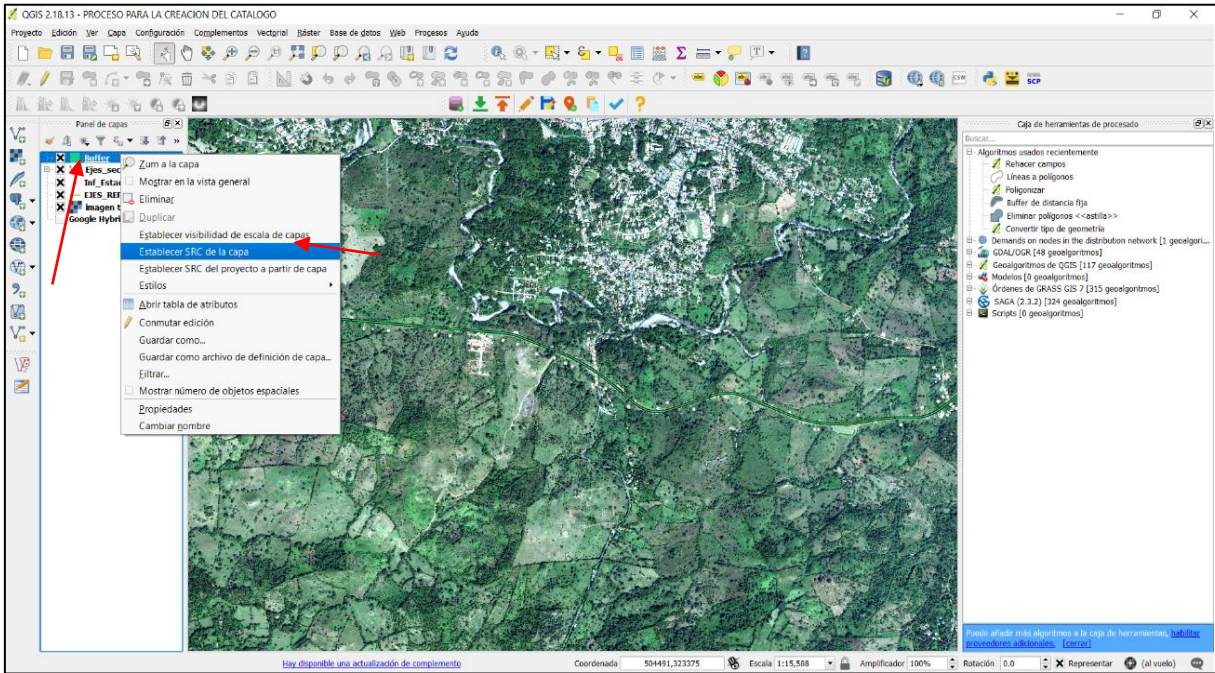 QGIS 2.18.13 - PROCESO PARA LA CREACION DEL CATALOGO
Proyecto Edición Ver Capa Configuración Complementos Vectorial Ráster Base de datos Web Procesos Ayuda
CSW
SCP
Panel de capas
Buffer
Ejes_sec
Inf_Estad
EJES_REF
imagen t
Google Hybri
Zum a la capa
Mostrar en la vista general
Eliminar
Duplicar
Establecer visibilidad de escala de capas
Establecer SRC de la capa
Establecer SRC del proyecto a partir de capa
Estilos
Abrir tabla de atributos
Conmutar edición
Guardar como...
Guardar como archivo de definición de capa...
Filtrar...
Mostrar número de objetos espaciales
Propiedades
Cambiar nombre
Caja de herramientas de procesado
Buscar...
Algoritmos usados recientemente
Rehacer campos
Líneas a polígonos
Poligonizar
Buffer de distancia fija
Eliminar polígonos <<astilla>>
Convertir tipo de geometría
Demands on nodes in the distribution network [1 geoalgori...
GDAL/OGR [48 geoalgoritmos]
Geoalgoritmos de QGIS [117 geoalgoritmos]
Modelos [0 geoalgoritmos]
Órdenes de GRASS GIS 7 [315 geoalgoritmos]
SAGA (2.3.2) [324 geoalgoritmos]
Scripts [0 geoalgoritmos]
Puede añadir más algoritmos a la caja de herramientas, habilitar
proveedores adicionales. [cerrar]
Hay disponible una actualización de complemento
Coordenada 504491,323375 Escala 1:15,588 Amplificador 100% Rotación 0.0 Representar (al vuelo)